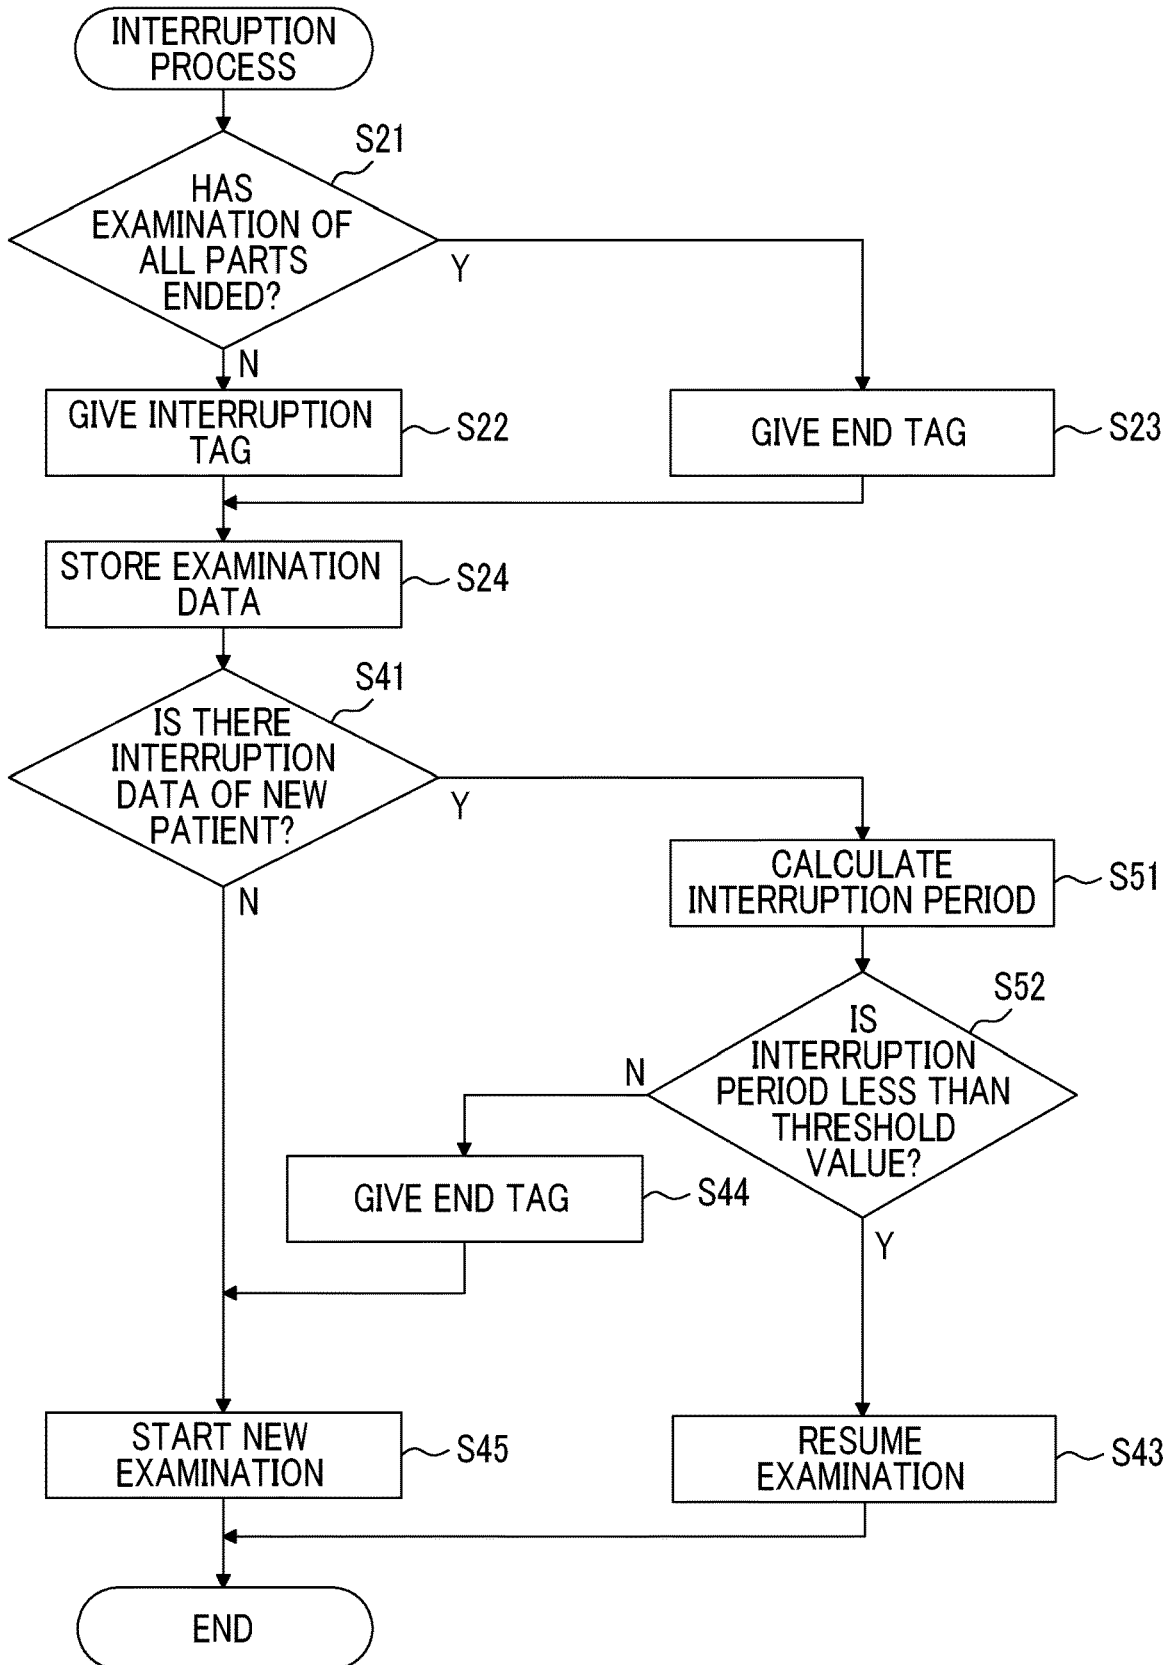 INTERRUPTION
PROCESS
S21
HAS
EXAMINATION OF
ALL PARTS
ENDED?
Y
N
GIVE INTERRUPTION
TAG
S22
GIVE END TAG
S23
STORE EXAMINATION
DATA
S24
S41
IS THERE
INTERRUPTION
DATA OF NEW
PATIENT?
Y
N
CALCULATE
INTERRUPTION PERIOD
S51
S52
IS
INTERRUPTION
PERIOD LESS THAN
THRESHOLD
VALUE?
N
Y
GIVE END TAG
S44
START NEW
EXAMINATION
S45
RESUME
EXAMINATION
S43
END